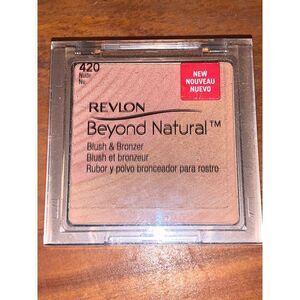 420
Nude
NEW
NOUVEAU
NUEVO
REVLON
Beyond Natural™
Blush & Bronzer
Blush et bronzeur
Rubor y polvo bronceador para rostro